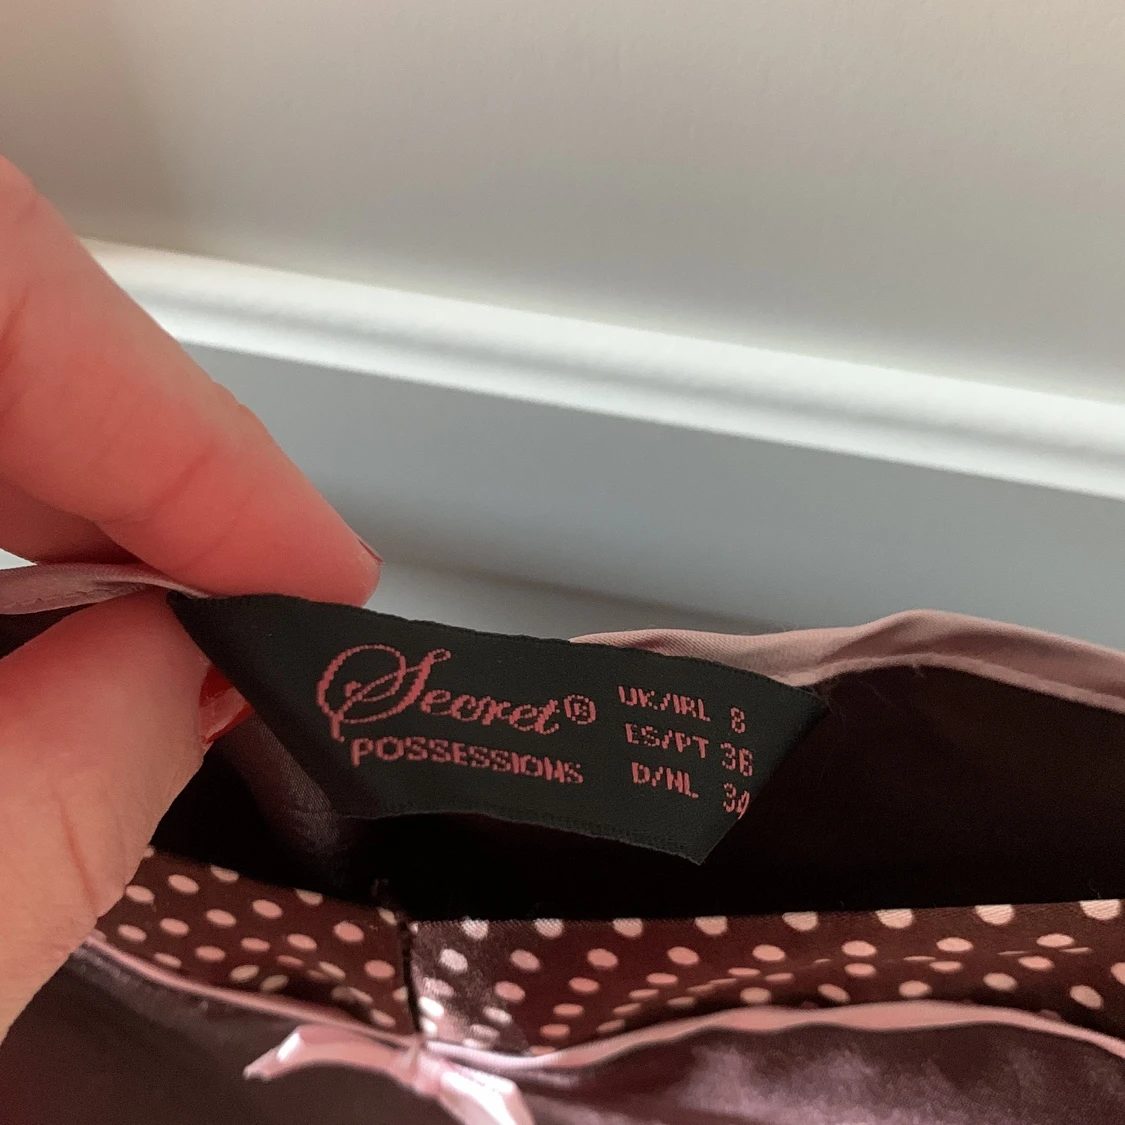 Secret®
POSSESSIONS
UK/IRL 8
ES/PT 36
D/NL 34